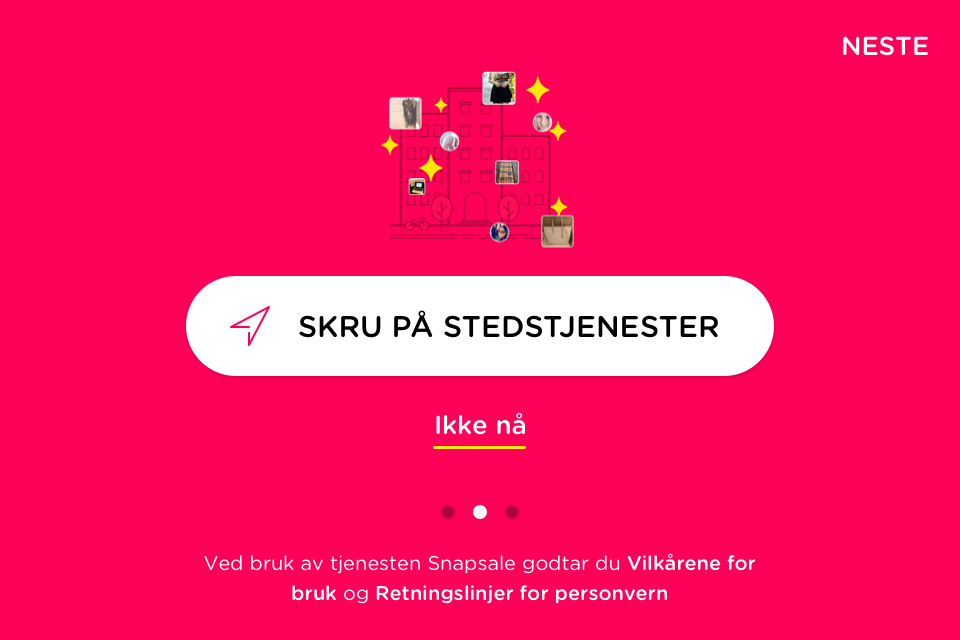 NESTE
SKRU PÅ STEDSTJENESTER
Ikke nå
Ved bruk av tjenesten Snapsale godtar du Vilkårene for
bruk og Retningslinjer for personvern